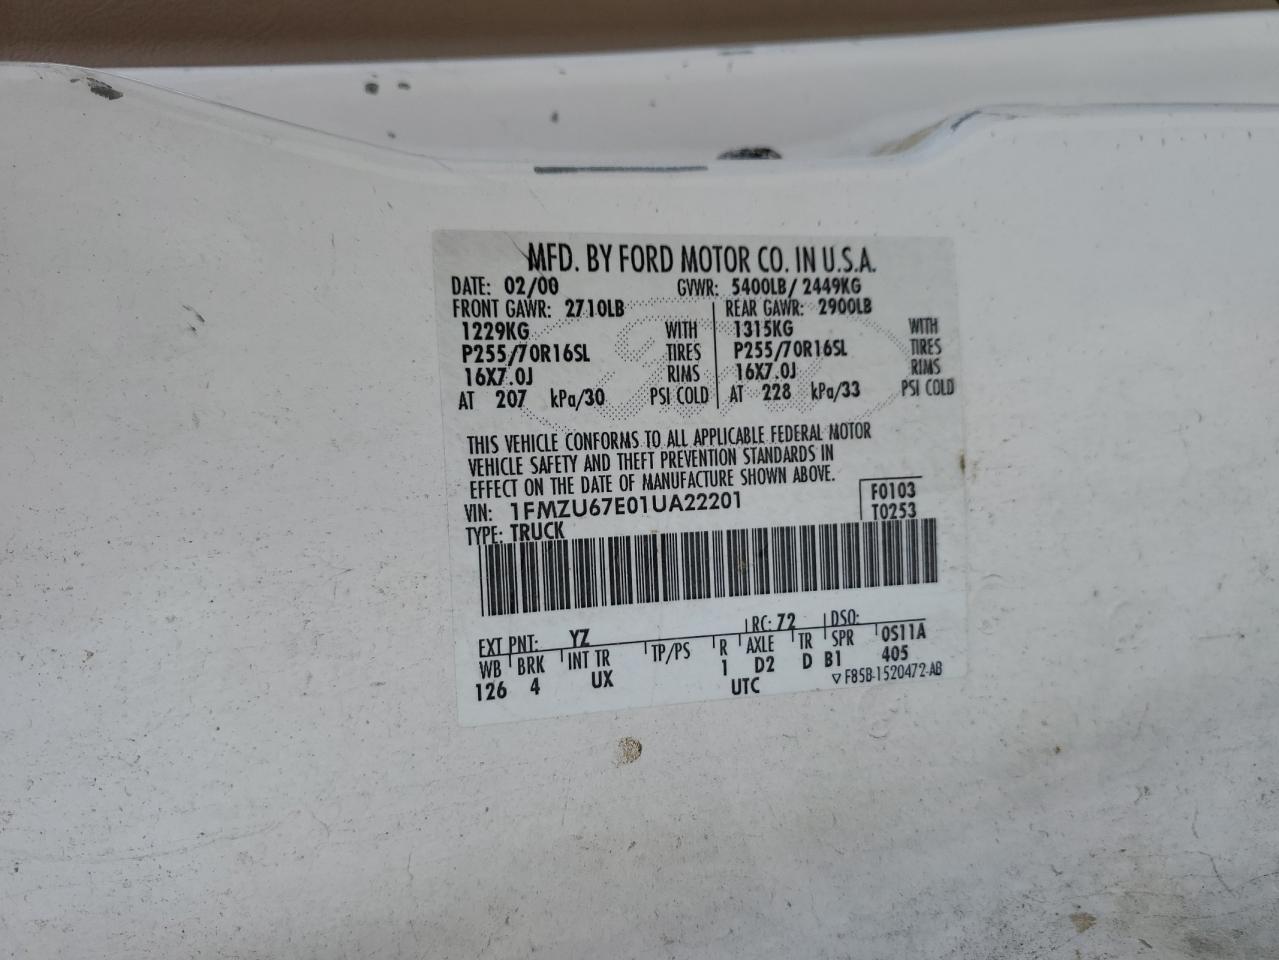 MFD. BY FORD MOTOR CO. IN U.S.A.
DATE: 02/00 GVWR: 5400LB/ 2449KG
FRONT GAWR: 2710LB REAR GAWR: 2900LB
1229KG WITH 1315KG WITH
P255/70R16SL TIRES P255/70R16SL TIRES
16X7.0J RIMS 16X7.0J RIMS
AT 207 kPa/30 PSI COLD AT 228 kPa/33 PSI COLD
THIS VEHICLE CONFORMS TO ALL APPLICABLE FEDERAL MOTOR
VEHICLE SAFETY AND THEFT PREVENTION STANDARDS IN
EFFECT ON THE DATE OF MANUFACTURE SHOWN ABOVE.
VIN: 1FMZU67E01UA22201 F0103
TYPE: TRUCK T0253
EXT PNT: YZ RC: 72 DSO:
WB BRK INT TR TP/PS R AXLE TR SPR 0S11A
126 4 UX 1 D2 D B1 405
UTC ▽ F85B-1520472-AB